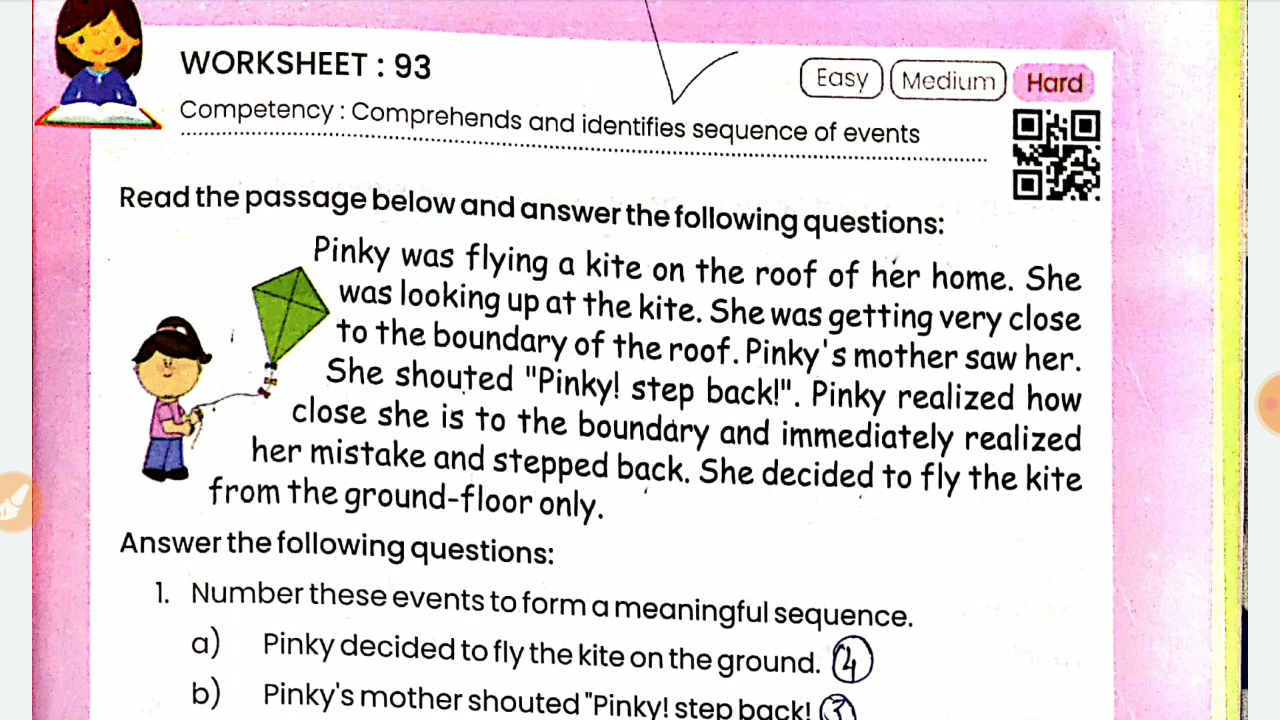 WORKSHEET : 93
Easy Medium Hard
Competency : Comprehends and identifies sequence of events
Read the passage below and answer the following questions:
Pinky was flying a kite on the roof of her home. She
was looking up at the kite. She was getting very close
to the boundary of the roof. Pinky's mother saw her.
She shouted "Pinky! step back!". Pinky realized how
close she is to the boundary and immediately realized
her mistake and stepped back. She decided to fly the kite
from the ground-floor only.
Answer the following questions:
1. Number these events to form a meaningful sequence.
a) Pinky decided to fly the kite on the ground. 4
b) Pinky's mother shouted "Pinky! step back! 3